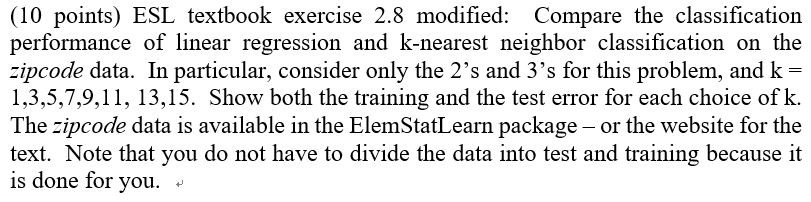 (10 points) ESL textbook exercise 2.8 modified: Compare the classification
performance of linear regression and k-nearest neighbor classification on the
zipcode data. In particular, consider only the 2’s and 3’s for this problem, and k =
1,3,5,7,9,11, 13,15. Show both the training and the test error for each choice of k.
The zipcode data is available in the ElemStatLearn package – or the website for the
text. Note that you do not have to divide the data into test and training because it
is done for you. ↵